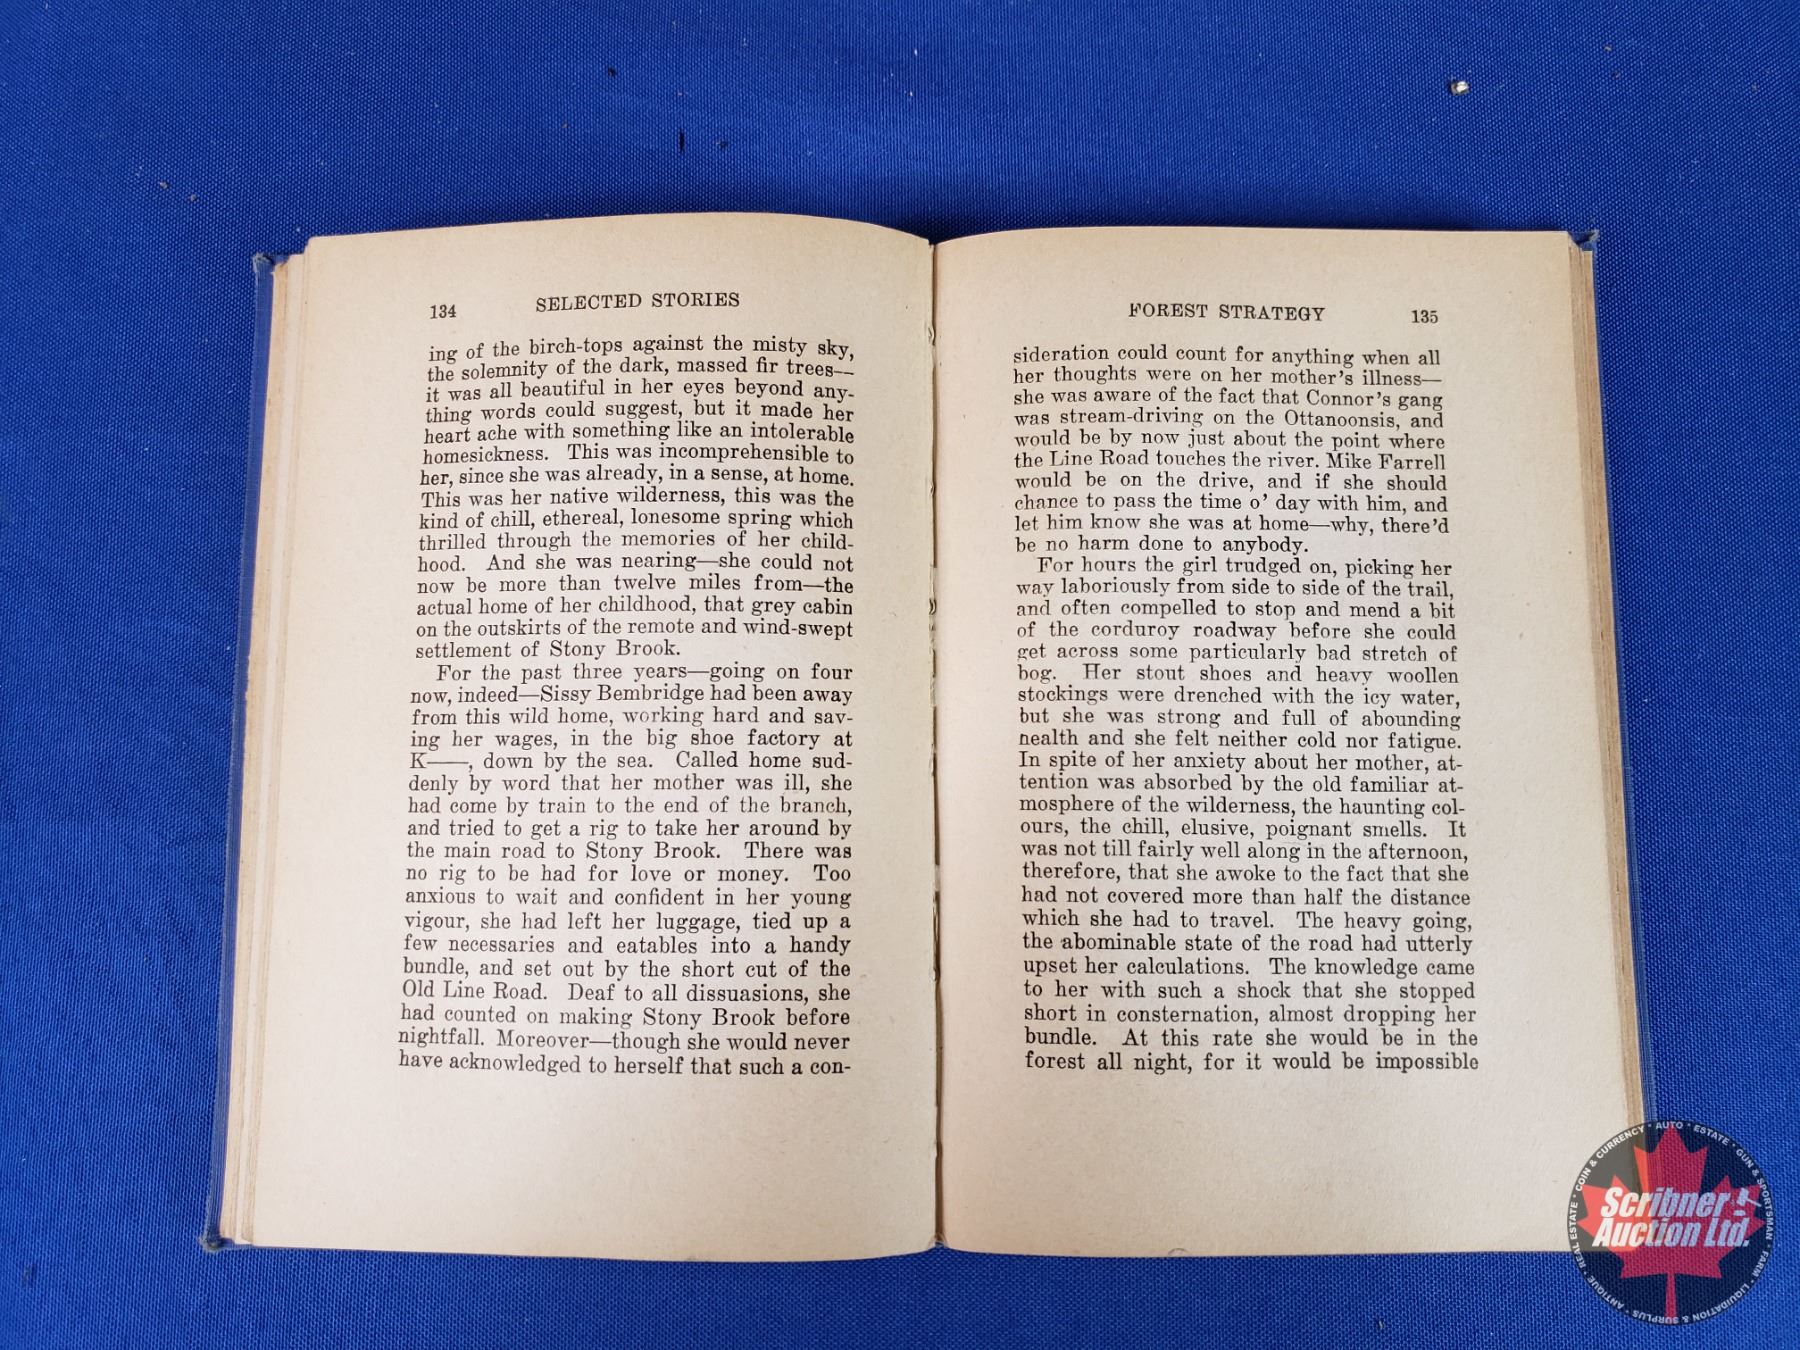 134
SELECTED STORIES
ing of the birch-tops against the misty sky,
the solemnity of the dark, massed fir trees—
it was all beautiful in her eyes beyond any-
thing words could suggest, but it made her
heart ache with something like an intolerable
homesickness. This was incomprehensible to
her, since she was already, in a sense, at home.
This was her native wilderness, this was the
kind of chill, ethereal, lonesome spring which
thrilled through the memories of her child-
hood. And she was nearing—she could not
now be more than twelve miles from—the
actual home of her childhood, that grey cabin
on the outskirts of the remote and wind-swept
settlement of Stony Brook.
For the past three years—going on four
now, indeed—Sissy Bembridge had been away
from this wild home, working hard and sav-
ing her wages, in the big shoe factory at
K——, down by the sea. Called home sud-
denly by word that her mother was ill, she
had come by train to the end of the branch,
and tried to get a rig to take her around by
the main road to Stony Brook. There was
no rig to be had for love or money. Too
anxious to wait and confident in her young
vigour, she had left her luggage, tied up a
few necessaries and eatables into a handy
bundle, and set out by the short cut of the
Old Line Road. Deaf to all dissuasions, she
had counted on making Stony Brook before
nightfall. Moreover—though she would never
have acknowledged to herself that such a con-
FOREST STRATEGY
135
sideration could count for anything when all
her thoughts were on her mother's illness—
she was aware of the fact that Connor's gang
was stream-driving on the Ottanoonsis, and
would be by now just about the point where
the Line Road touches the river. Mike Farrell
would be on the drive, and if she should
chance to pass the time o' day with him, and
let him know she was at home—why, there'd
be no harm done to anybody.
For hours the girl trudged on, picking her
way laboriously from side to side of the trail,
and often compelled to stop and mend a bit
of the corduroy roadway before she could
get across some particularly bad stretch of
bog. Her stout shoes and heavy woollen
stockings were drenched with the icy water,
but she was strong and full of abounding
health and she felt neither cold nor fatigue.
In spite of her anxiety about her mother, at-
tention was absorbed by the old familiar at-
mosphere of the wilderness, the haunting col-
ours, the chill, elusive, poignant smells. It
was not till fairly well along in the afternoon,
therefore, that she awoke to the fact that she
had not covered more than half the distance
which she had to travel. The heavy going,
the abominable state of the road had utterly
upset her calculations. The knowledge came
to her with such a shock that she stopped
short in consternation, almost dropping her
bundle. At this rate she would be in the
forest all night, for it would be impossible
Scribner
Auction Ltd.
ANTIQUE * REAL ESTATE * COIN & CURRENCY * AUTO * ESTATE * GUN & SPORTSMAN * FARM * LIQUIDATION & SURPLUS *